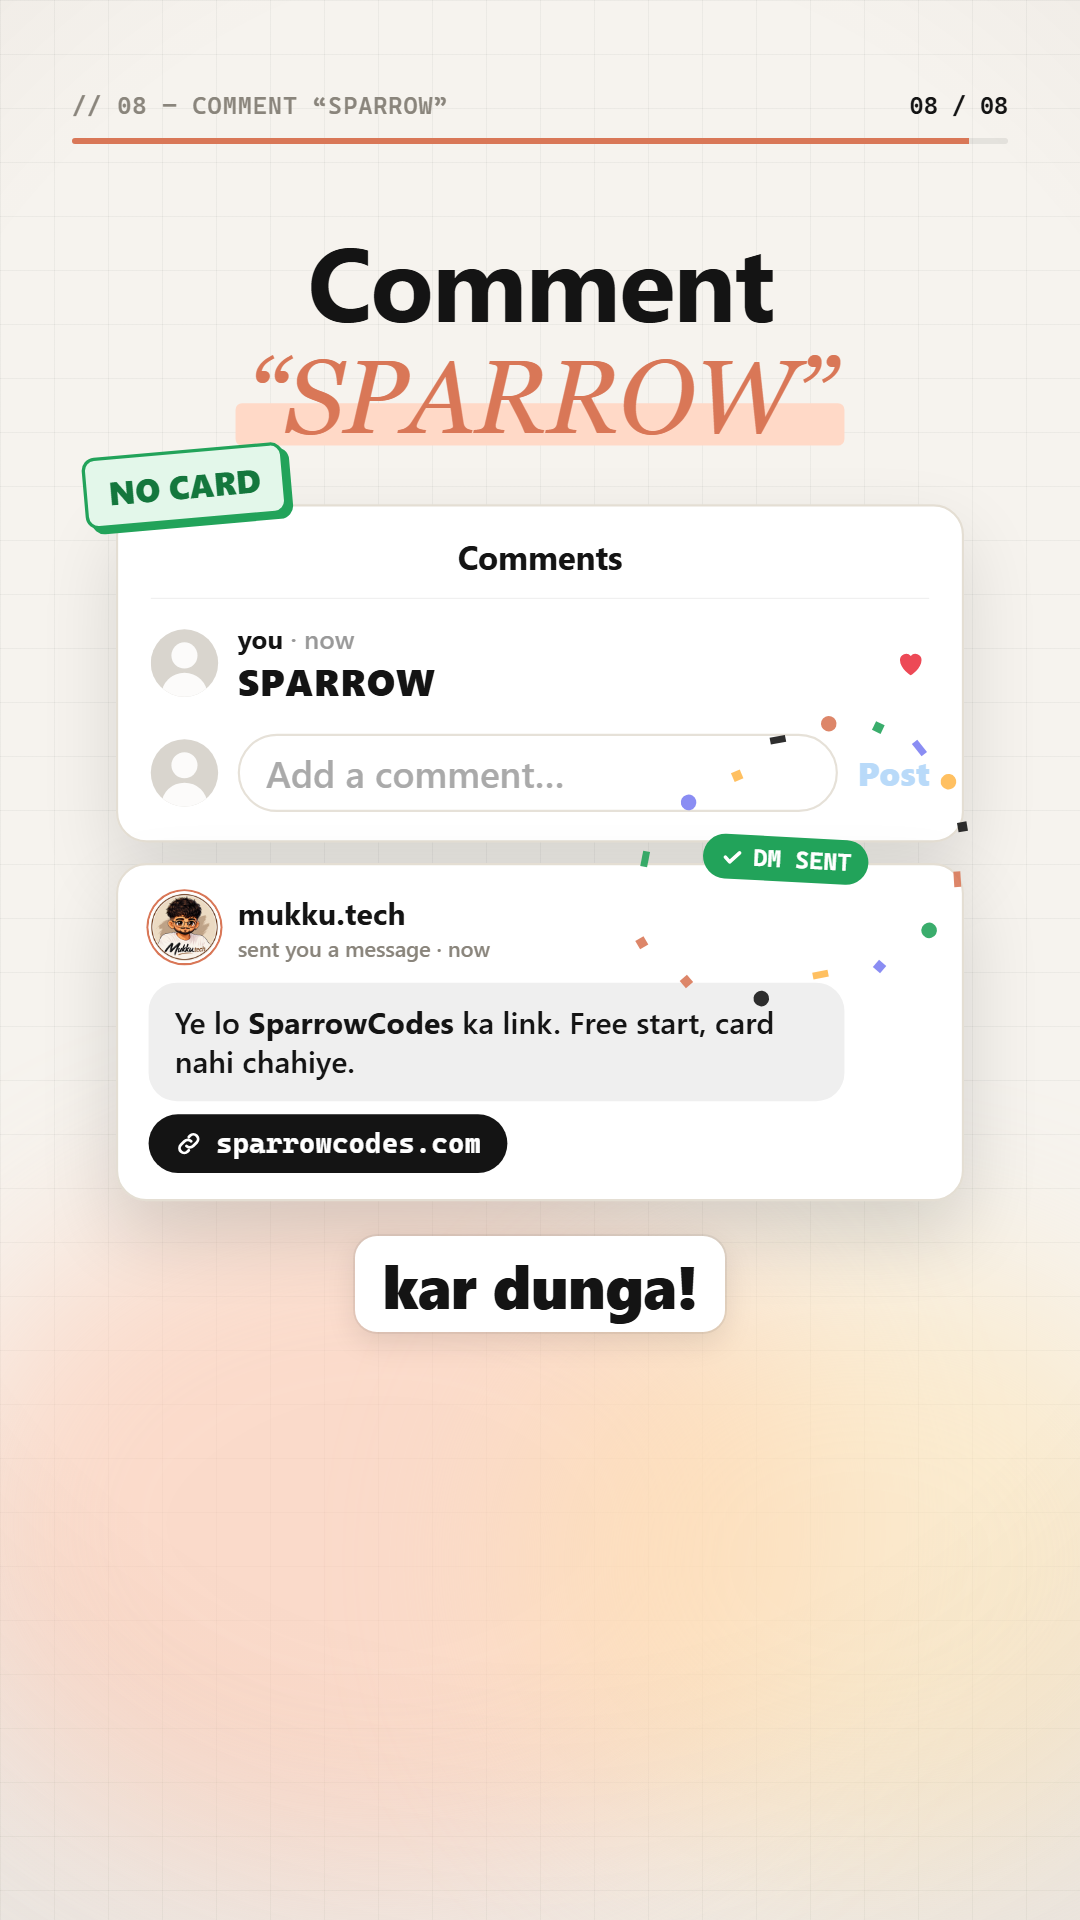 // 08 — COMMENT “SPARROW”
08 / 08
Comment
“SPARROW”
NO CARD
Comments
you · now
SPARROW
Add a comment...
Post
DM SENT
mukku.tech
sent you a message · now
Ye lo SparrowCodes ka link. Free start, card
nahi chahiye.
sparrowcodes.com
kar dunga!